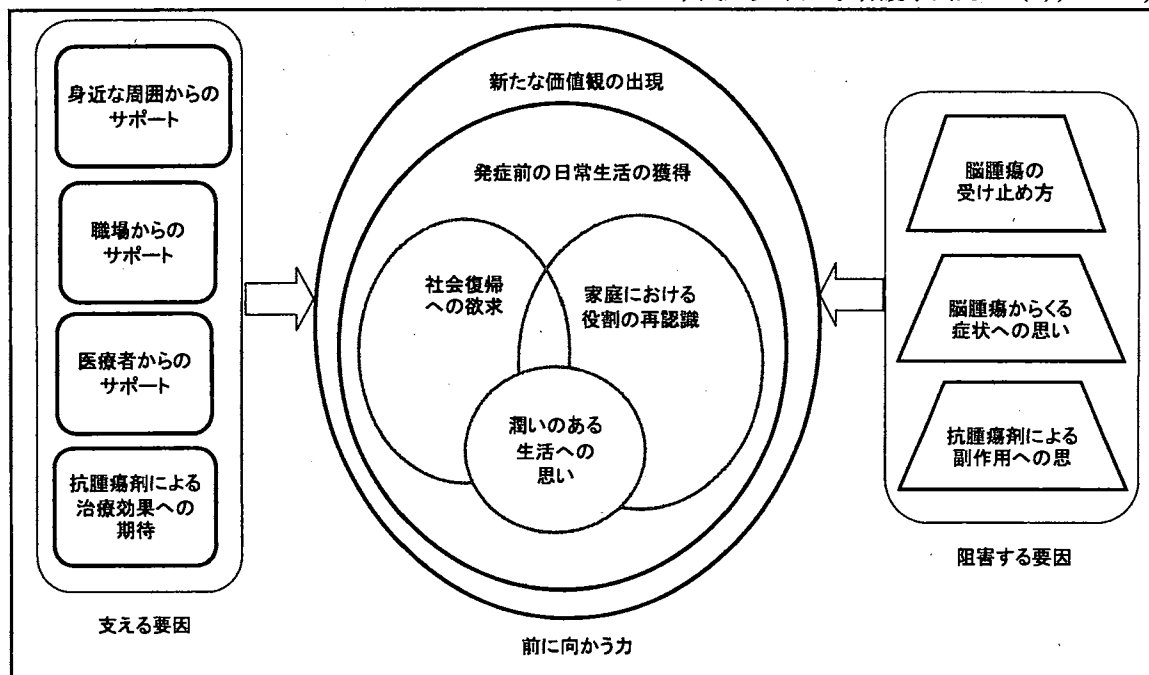 身近な周囲からの
サポート
職場からの
サポート
医療者からの
サポート
抗腫瘍剤による
治療効果への
期待
支える要因
新たな価値観の出現
発症前の日常生活の獲得
社会復帰
への欲求
家庭における
役割の再認識
潤いのある
生活への
思い
前に向かう力
脳腫瘍の
受け止め方
脳腫瘍からくる
症状への思い
抗腫瘍剤による
副作用への思
阻害する要因